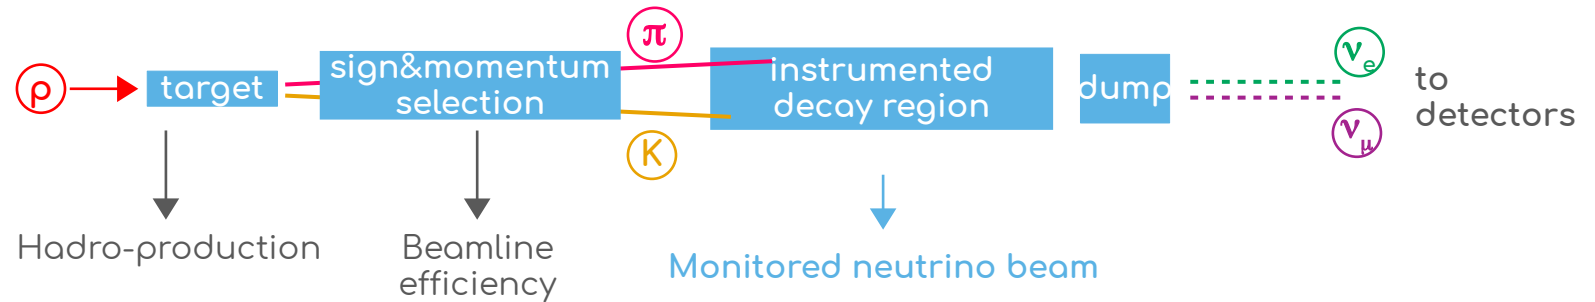 ρ
target
sign&momentum
selection
π
K
instrumented
decay region
dump
νe
νμ
to
detectors
Hadro-production
Beamline
efficiency
Monitored neutrino beam